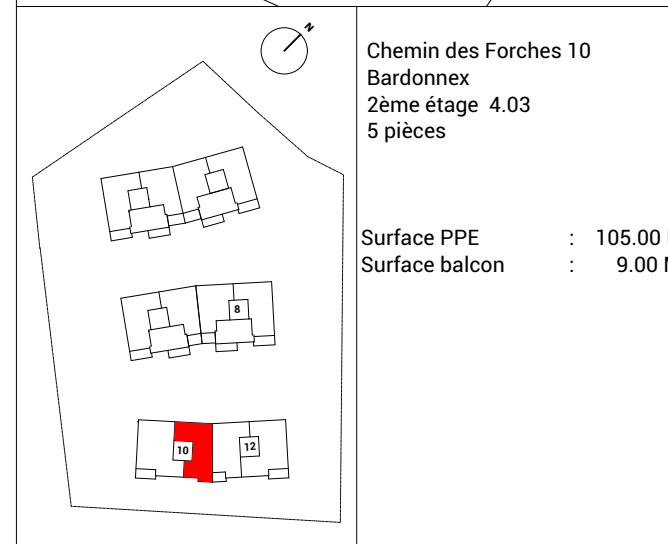 N
Chemin des Forches 10
Bardonnex
2ème étage 4.03
5 pièces
Surface PPE : 105.00
Surface balcon : 9.00
8
10
12